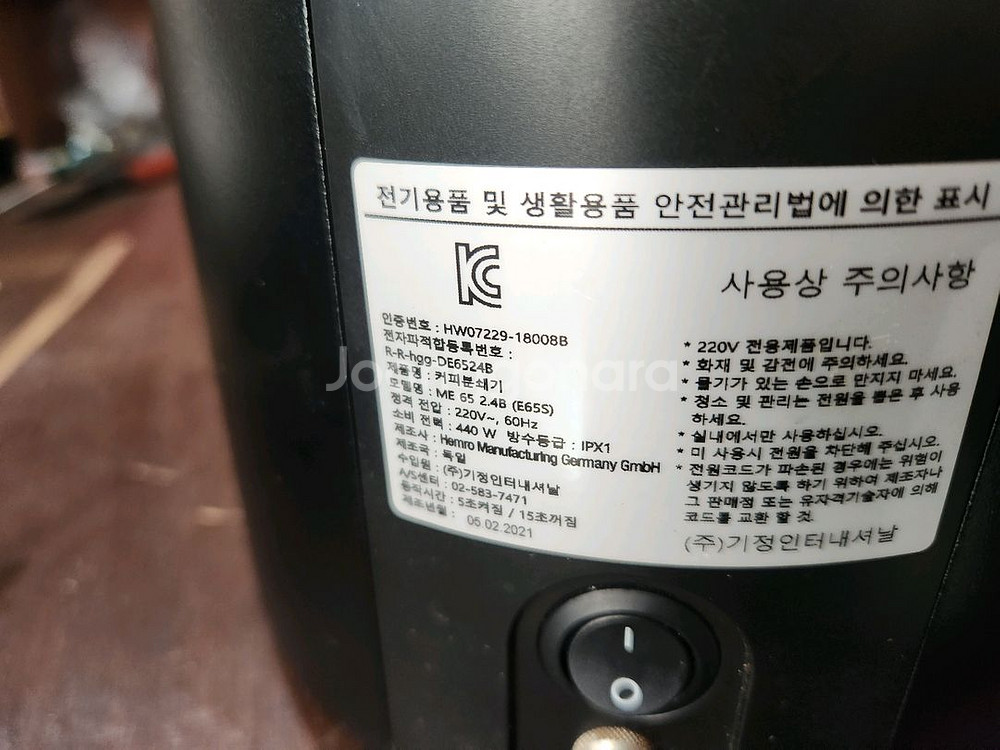 전기용품 및 생활용품 안전관리법에 의한 표시
KC
인증번호 : HW07229-18008B
전자파적합등록번호 :
R-R-hgg-DE6524B
제품명 : 커피분쇄기
모델명 : ME 65 2.4B (E65S)
정격 전압 : 220V~, 60Hz
소비 전력 : 440 W 방수등급 : IPX1
제조사 : Hemro Manufacturing Germany GmbH
제조국 : 독일
수입원 : (주)기정인터내셔날
A/S센터 : 02-583-7471
동작시간 : 5초켜짐 / 15초꺼짐
제조년월 : 05.02.2021
사용상 주의사항
* 220V 전용제품입니다.
* 화재 및 감전에 주의하세요.
* 물기가 있는 손으로 만지지 마세요.
* 청소 및 관리는 전원을 뽑은 후 사용
하세요.
* 실내에서만 사용하십시오.
* 미 사용시 전원을 차단해 주십시오.
* 전원코드가 파손된 경우에는 위험이
생기지 않도록 하기 위하여 제조자나
그 판매점 또는 유자격기술자에 의해
코드를 교환 할 것.
(주)기정인터내셔날